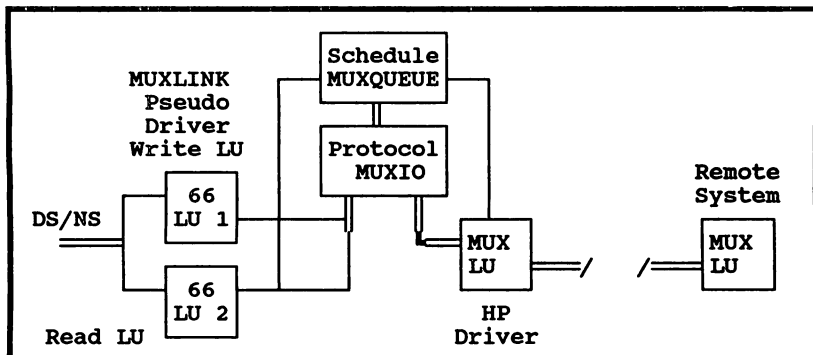 Schedule
MUXQUEUE
MUXLINK
Pseudo
Driver
Write LU
Protocol
MUXIO
Remote
System
66
LU 1
DS/NS
MUX
LU
MUX
LU
66
LU 2
Read LU
HP
Driver